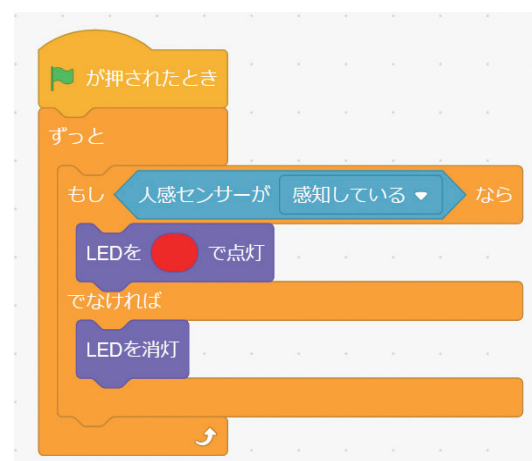 が押されたとき
ずっと
もし 人感センサーが 感知している なら
LEDを で点灯
でなければ
LEDを消灯